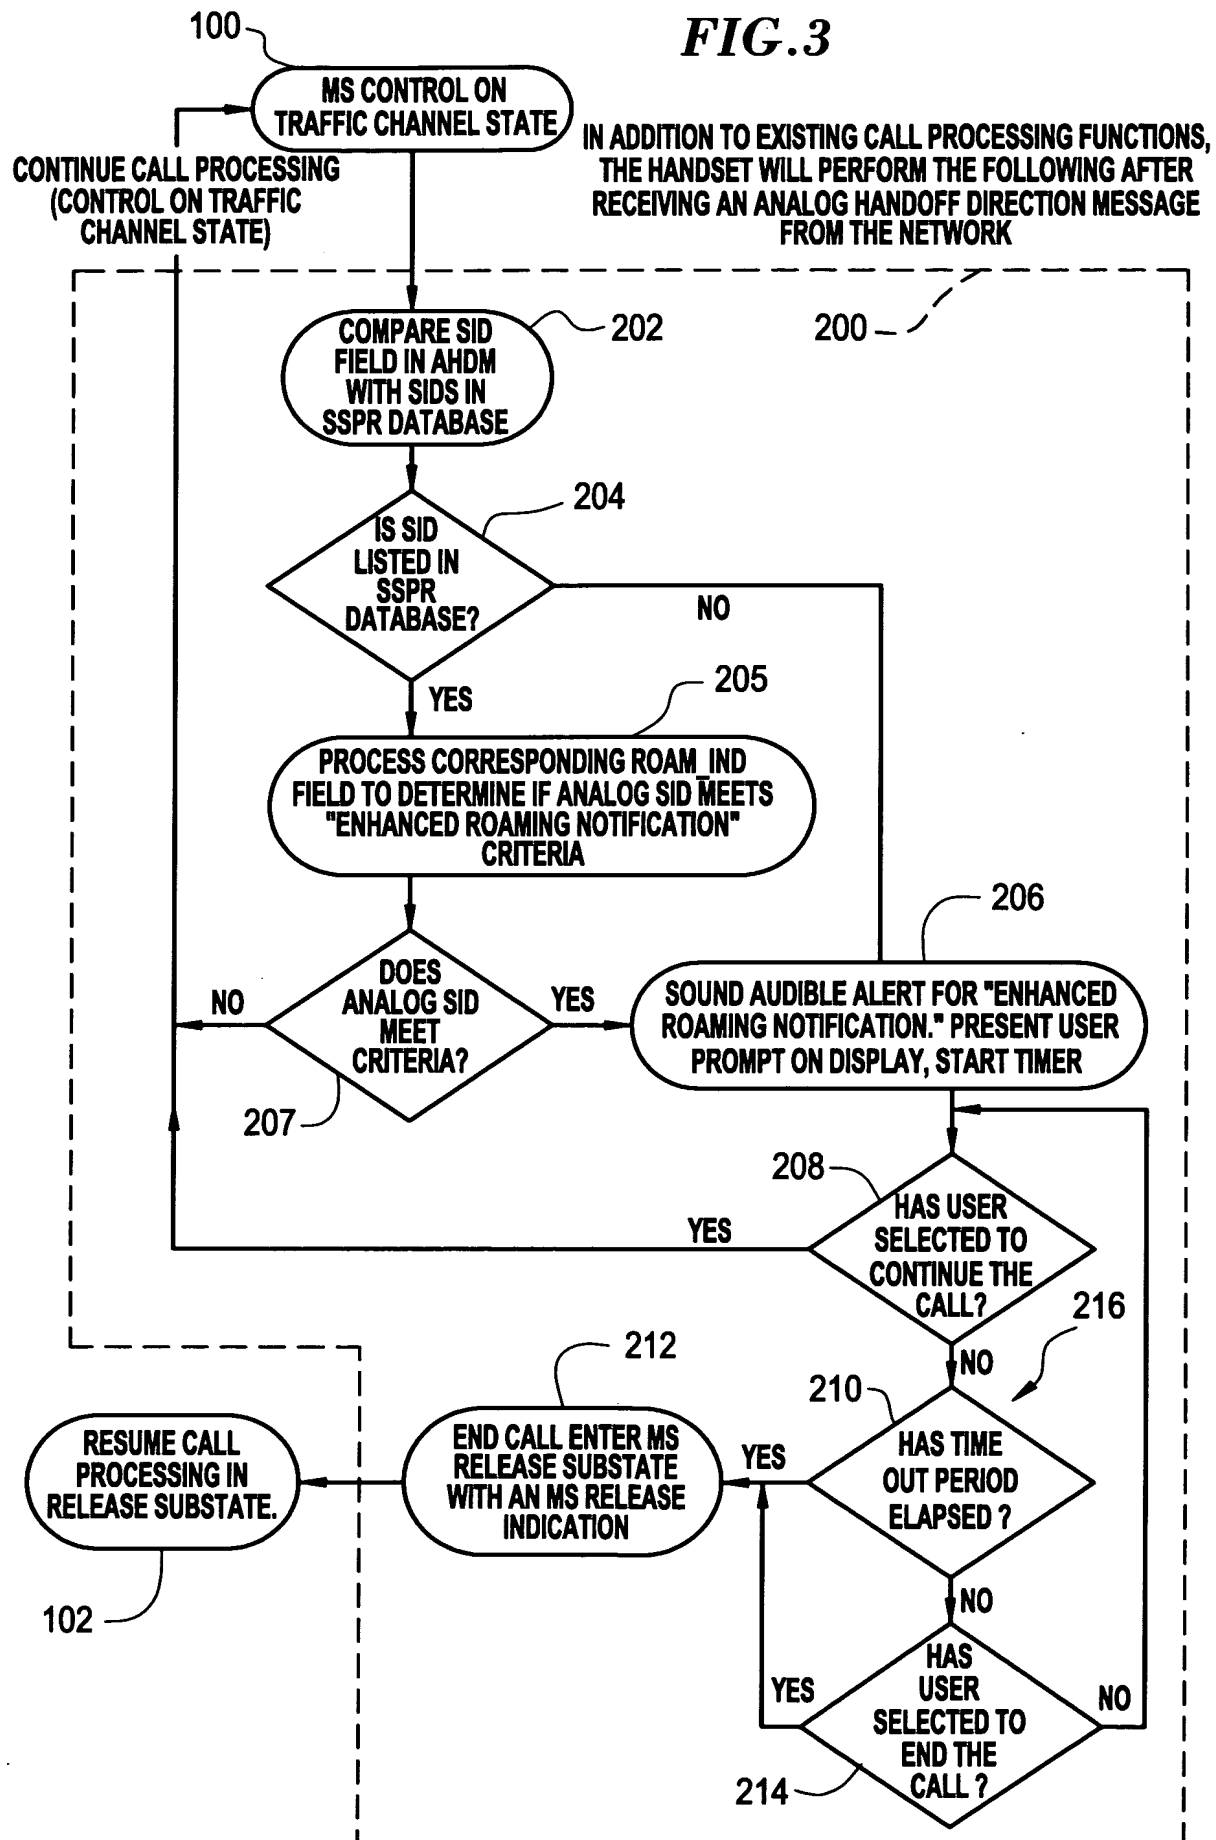 FIG.3
100
MS CONTROL ON
TRAFFIC CHANNEL STATE
CONTINUE CALL PROCESSING
(CONTROL ON TRAFFIC
CHANNEL STATE)
IN ADDITION TO EXISTING CALL PROCESSING FUNCTIONS,
THE HANDSET WILL PERFORM THE FOLLOWING AFTER
RECEIVING AN ANALOG HANDOFF DIRECTION MESSAGE
FROM THE NETWORK
200
202
COMPARE SID
FIELD IN AHDM
WITH SIDS IN
SSPR DATABASE
204
IS SID
LISTED IN
SSPR
DATABASE?
NO
YES
205
PROCESS CORRESPONDING ROAM_IND
FIELD TO DETERMINE IF ANALOG SID MEETS
"ENHANCED ROAMING NOTIFICATION"
CRITERIA
206
DOES
ANALOG SID
MEET
CRITERIA?
NO
YES
207
SOUND AUDIBLE ALERT FOR "ENHANCED
ROAMING NOTIFICATION." PRESENT USER
PROMPT ON DISPLAY, START TIMER
208
HAS USER
SELECTED TO
CONTINUE THE
CALL?
YES
NO
216
210
HAS TIME
OUT PERIOD
ELAPSED ?
YES
NO
212
END CALL ENTER MS
RELEASE SUBSTATE
WITH AN MS RELEASE
INDICATION
RESUME CALL
PROCESSING IN
RELEASE SUBSTATE.
102
HAS
USER
SELECTED TO
END THE
CALL ?
YES
NO
214